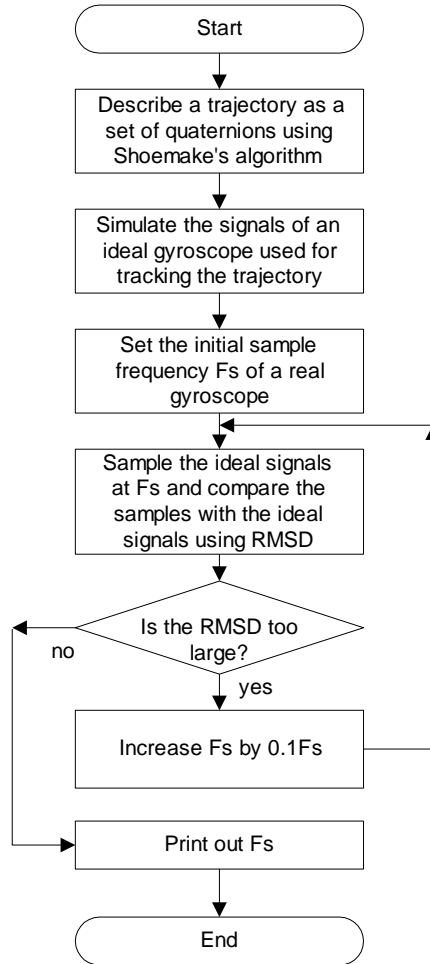 Start
Describe a trajectory as a
set of quaternions using
Shoemake's algorithm
Simulate the signals of an
ideal gyroscope used for
tracking the trajectory
Set the initial sample
frequency Fs of a real
gyroscope
Sample the ideal signals
at Fs and compare the
samples with the ideal
signals using RMSD
Is the RMSD too
large?
no
yes
Increase Fs by 0.1Fs
Print out Fs
End